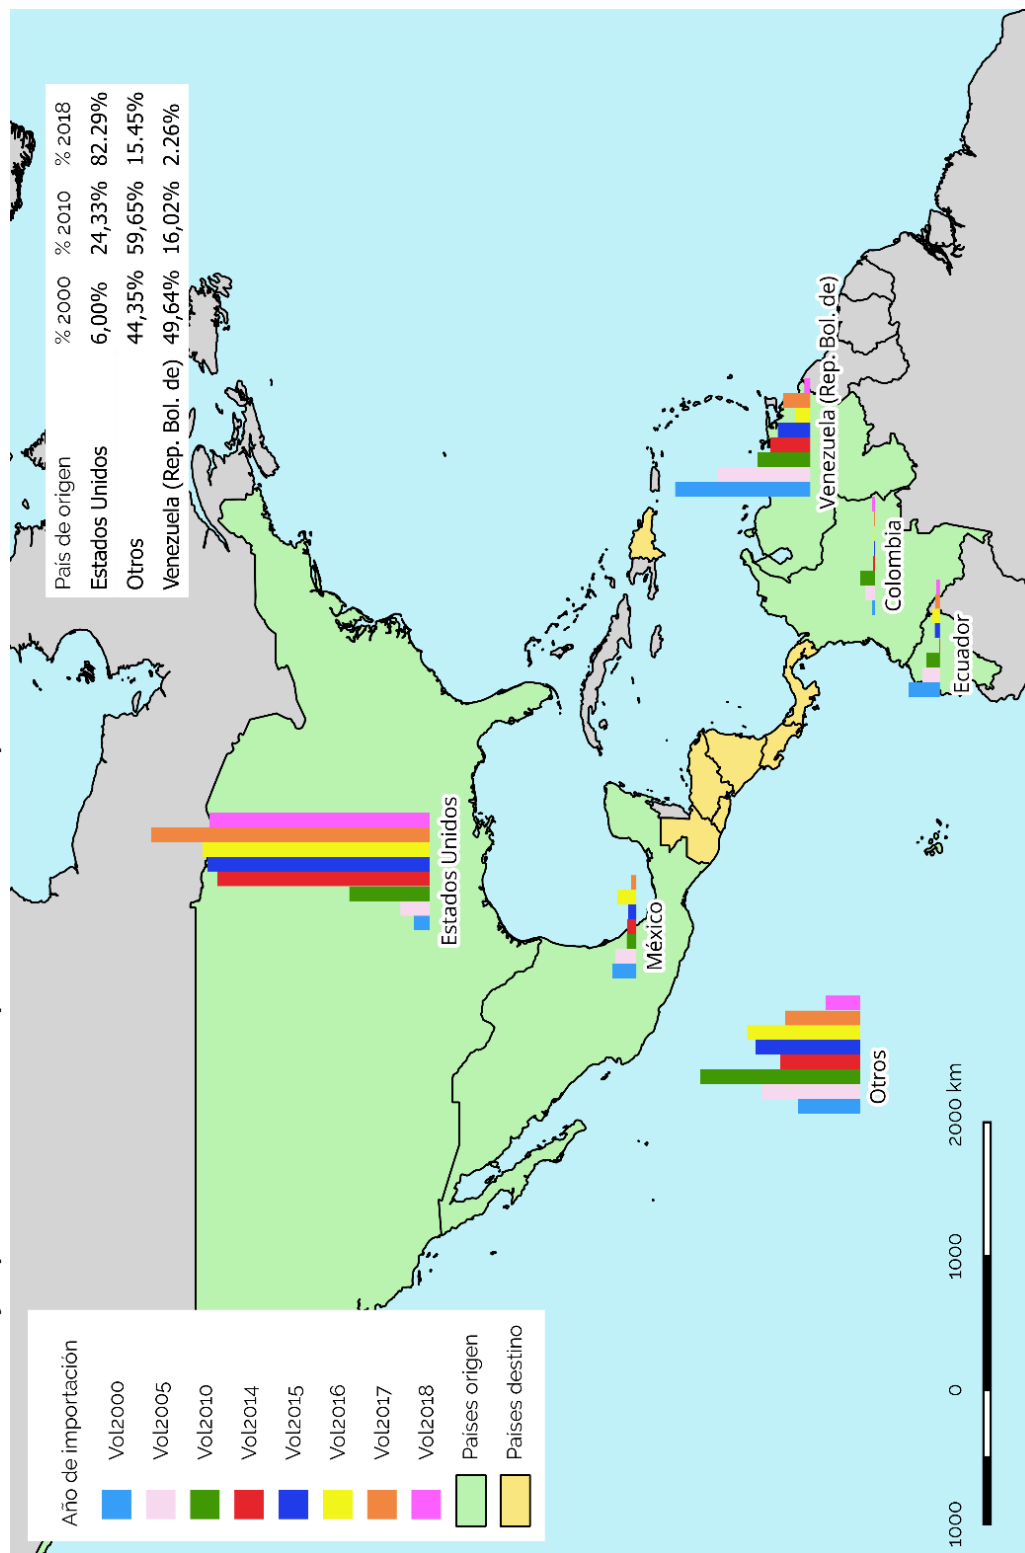 País de origen % 2000 % 2010 % 2018
Estados Unidos 6,00% 24,33% 82.29%
Otros 44,35% 59,65% 15.45%
Venezuela (Rep. Bol. de) 49,64% 16,02% 2.26%
Estados Unidos
México
Otros
Venezuela (Rep. Bol. de)
Colombia
Ecuador
Año de importación
Vol2000
Vol2005
Vol2010
Vol2014
Vol2015
Vol2016
Vol2017
Vol2018
Países origen
Países destino
1000 0 1000 2000 km